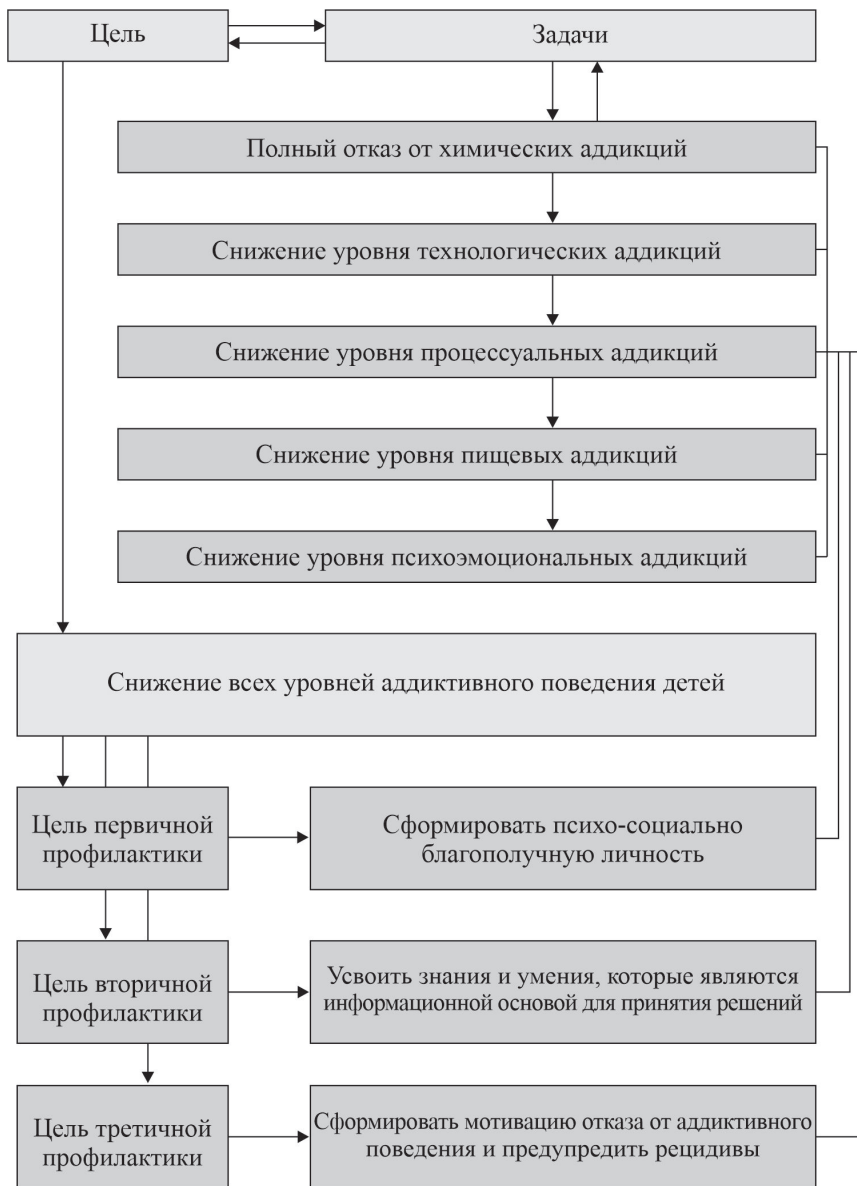 Цель
Задачи
Полный отказ от химических аддикций
Снижение уровня технологических аддикций
Снижение уровня процессуальных аддикций
Снижение уровня пищевых аддикций
Снижение уровня психоэмоциональных аддикций
Снижение всех уровней аддиктивного поведения детей
Цель первичной
профилактики
Сформировать психо-социально
благополучную личность
Цель вторичной
профилактики
Усвоить знания и умения, которые являются
информационной основой для принятия решений
Цель третичной
профилактики
Сформировать мотивацию отказа от аддиктивного
поведения и предупредить рецидивы